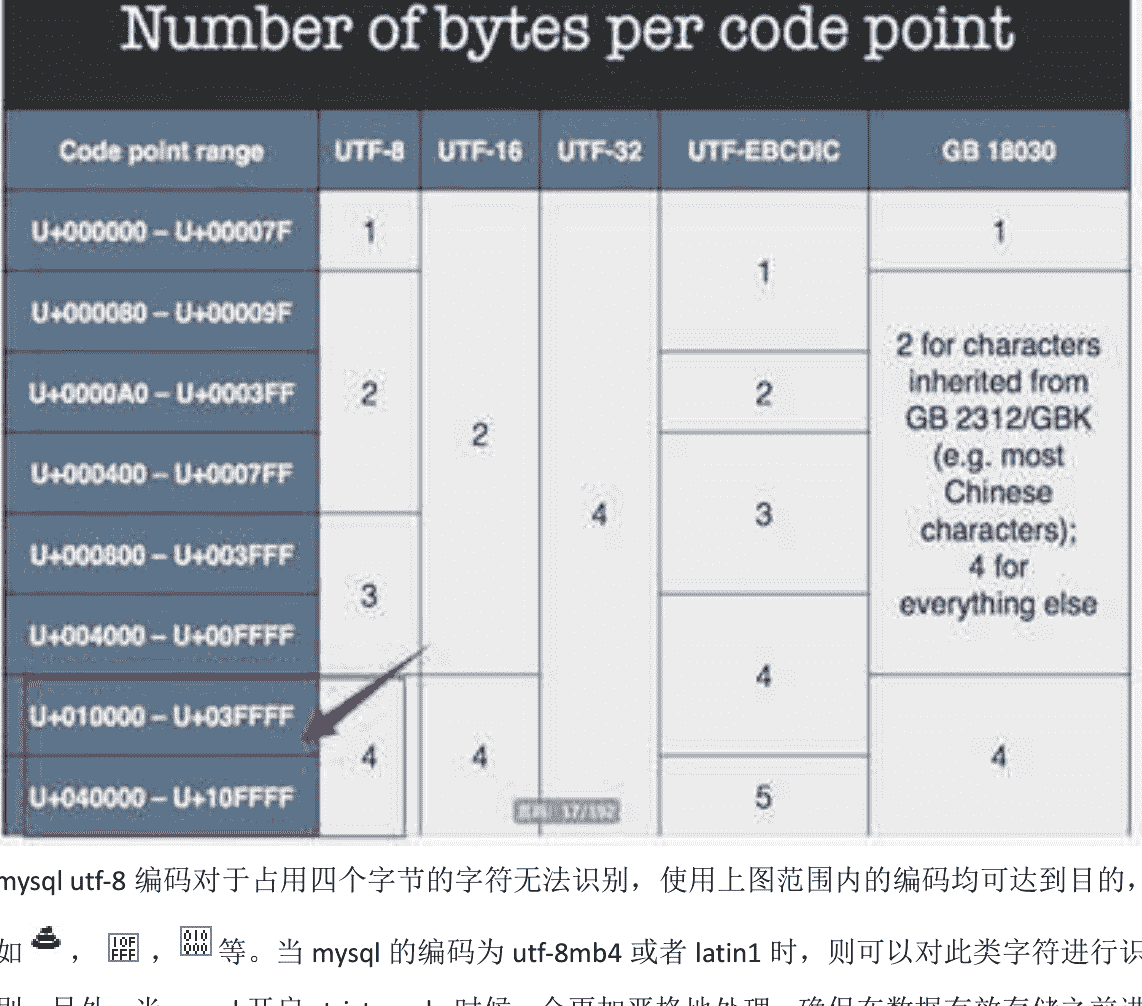 Number of bytes per code point
Code point range UTF-8 UTF-16 UTF-32 UTF-EBCDIC GB 18030
U+000000 – U+00007F 1 1
U+000080 – U+00009F 1
U+0000A0 – U+0003FF 2 2
U+000400 – U+0007FF 2
U+000800 – U+003FFF 3 4 3
U+004000 – U+00FFFF
2 for characters
inherited from
GB 2312/GBK
(e.g. most
Chinese
characters);
4 for
everything else
U+010000 – U+03FFFF 4 4 4 4
U+040000 – U+10FFFF 5
17/192
mysql utf-8 编码对于占用四个字节的字符无法识别，使用上图范围内的编码均可达到目的，
如 ， 10F FFF ， 010 000 等。当 mysql 的编码为 utf-8mb4 或者 latin1 时，则可以对此类字符进行识